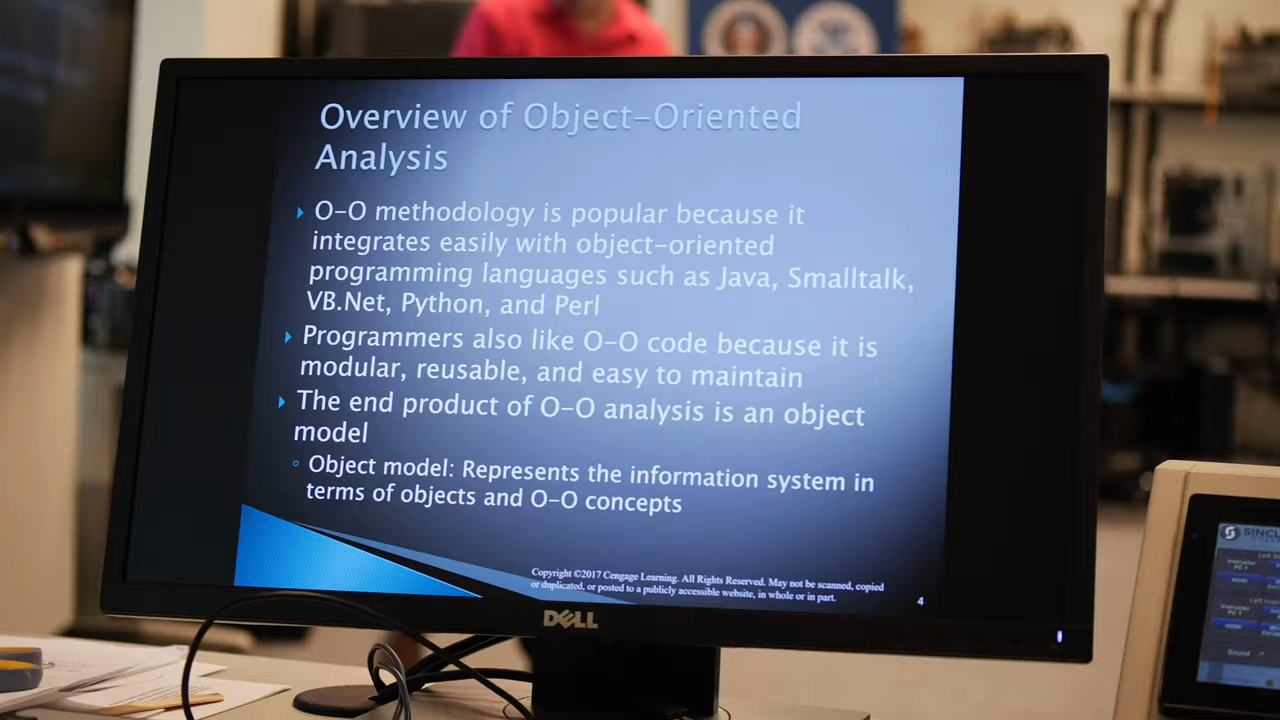 Overview of Object-Oriented
Analysis
O-O methodology is popular because it
integrates easily with object-oriented
programming languages such as Java, Smalltalk,
VB.Net, Python, and Perl
Programmers also like O-O code because it is
modular, reusable, and easy to maintain
The end product of O-O analysis is an object
model
Object model: Represents the information system in
terms of objects and O-O concepts
Copyright ©2017 Cengage Learning. All Rights Reserved. May not be scanned, copied
or duplicated, or posted to a publicly accessible website, in whole or in part.
4
DELL
Instructor
PC 1
Sound